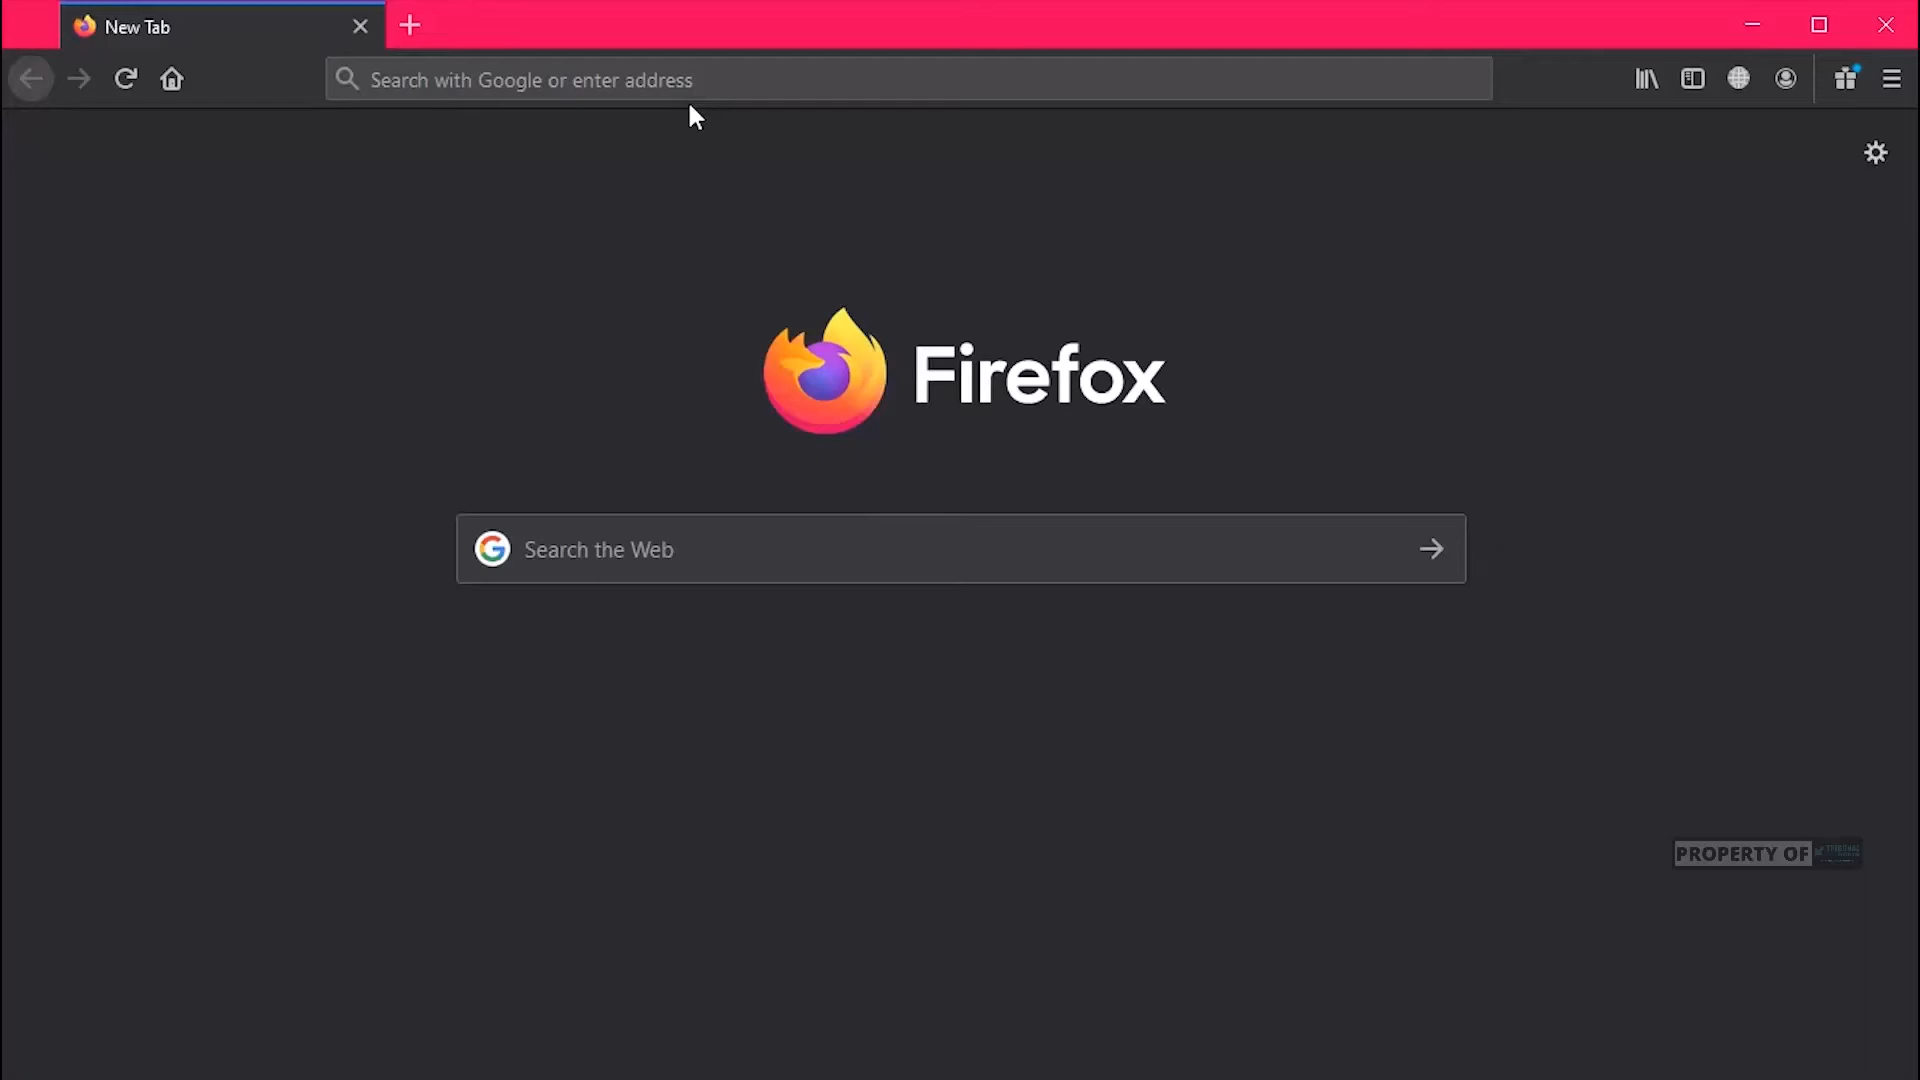 New Tab
Search with Google or enter address
Firefox
Search the Web
PROPERTY OF